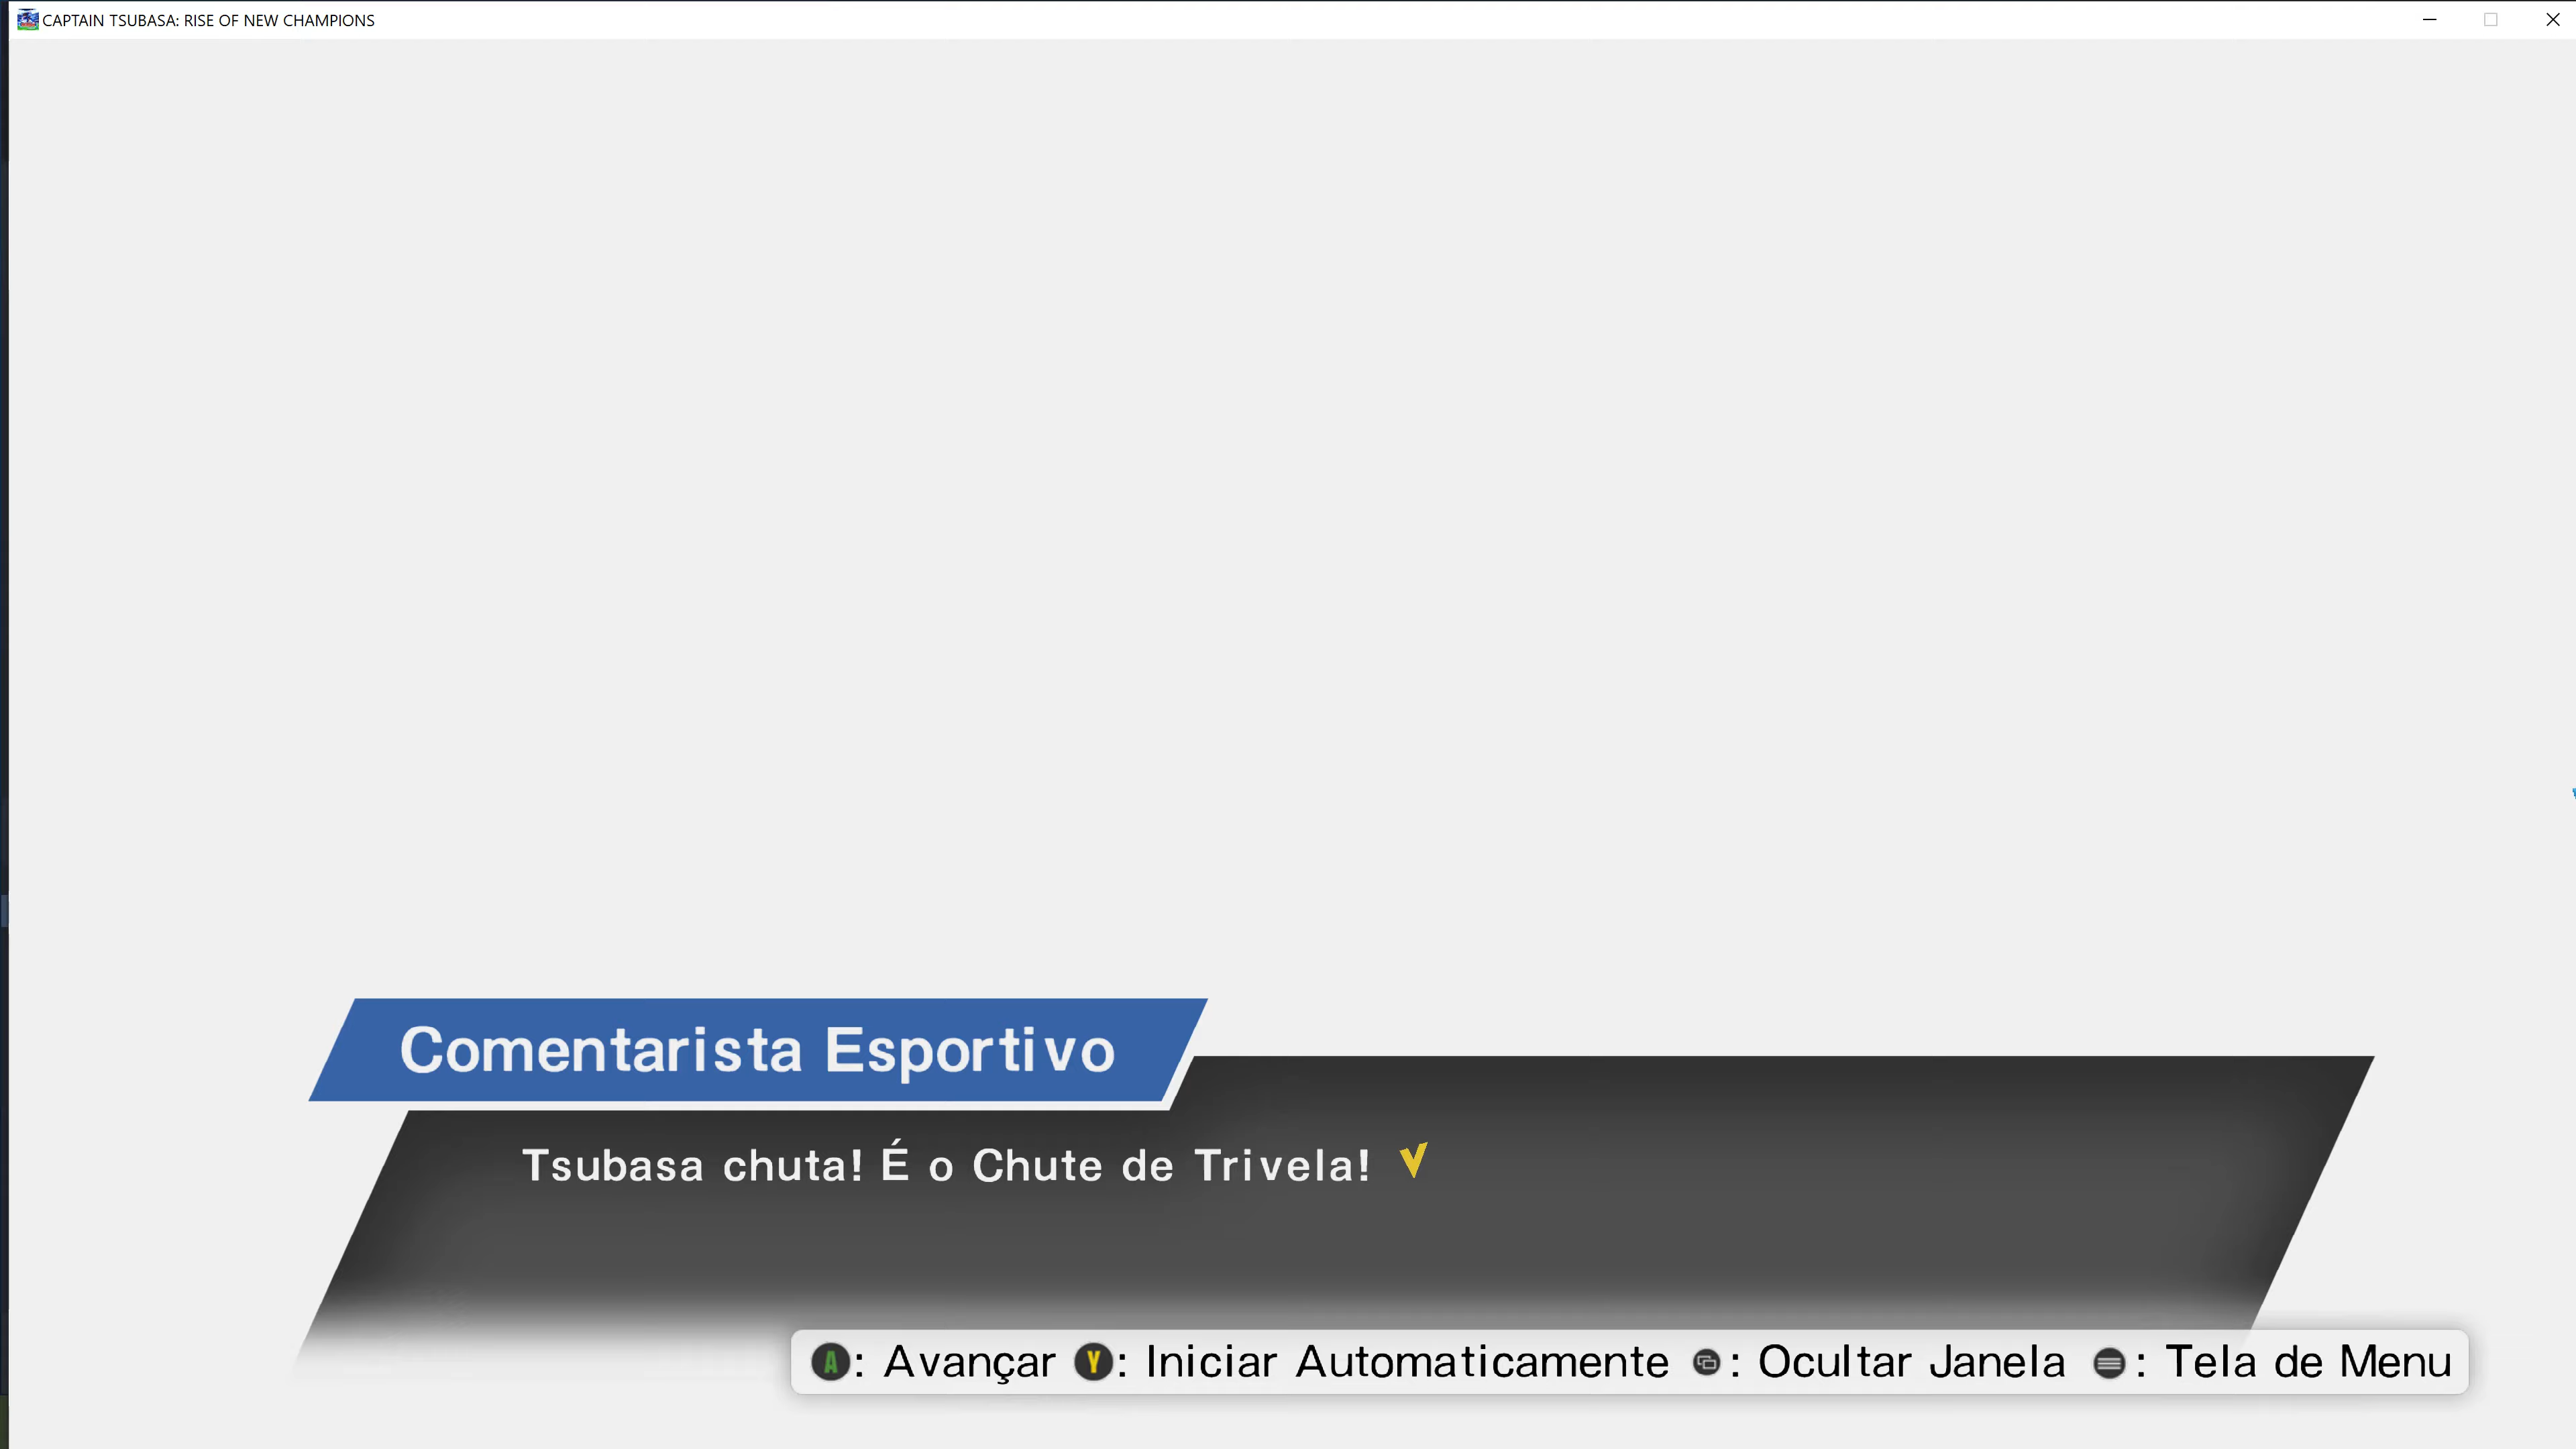 CAPTAIN TSUBASA: RISE OF NEW CHAMPIONS
Comentarista Esportivo
Tsubasa chuta! É o Chute de Trivela!
A: Avançar Y: Iniciar Automaticamente : Ocultar Janela : Tela de Menu